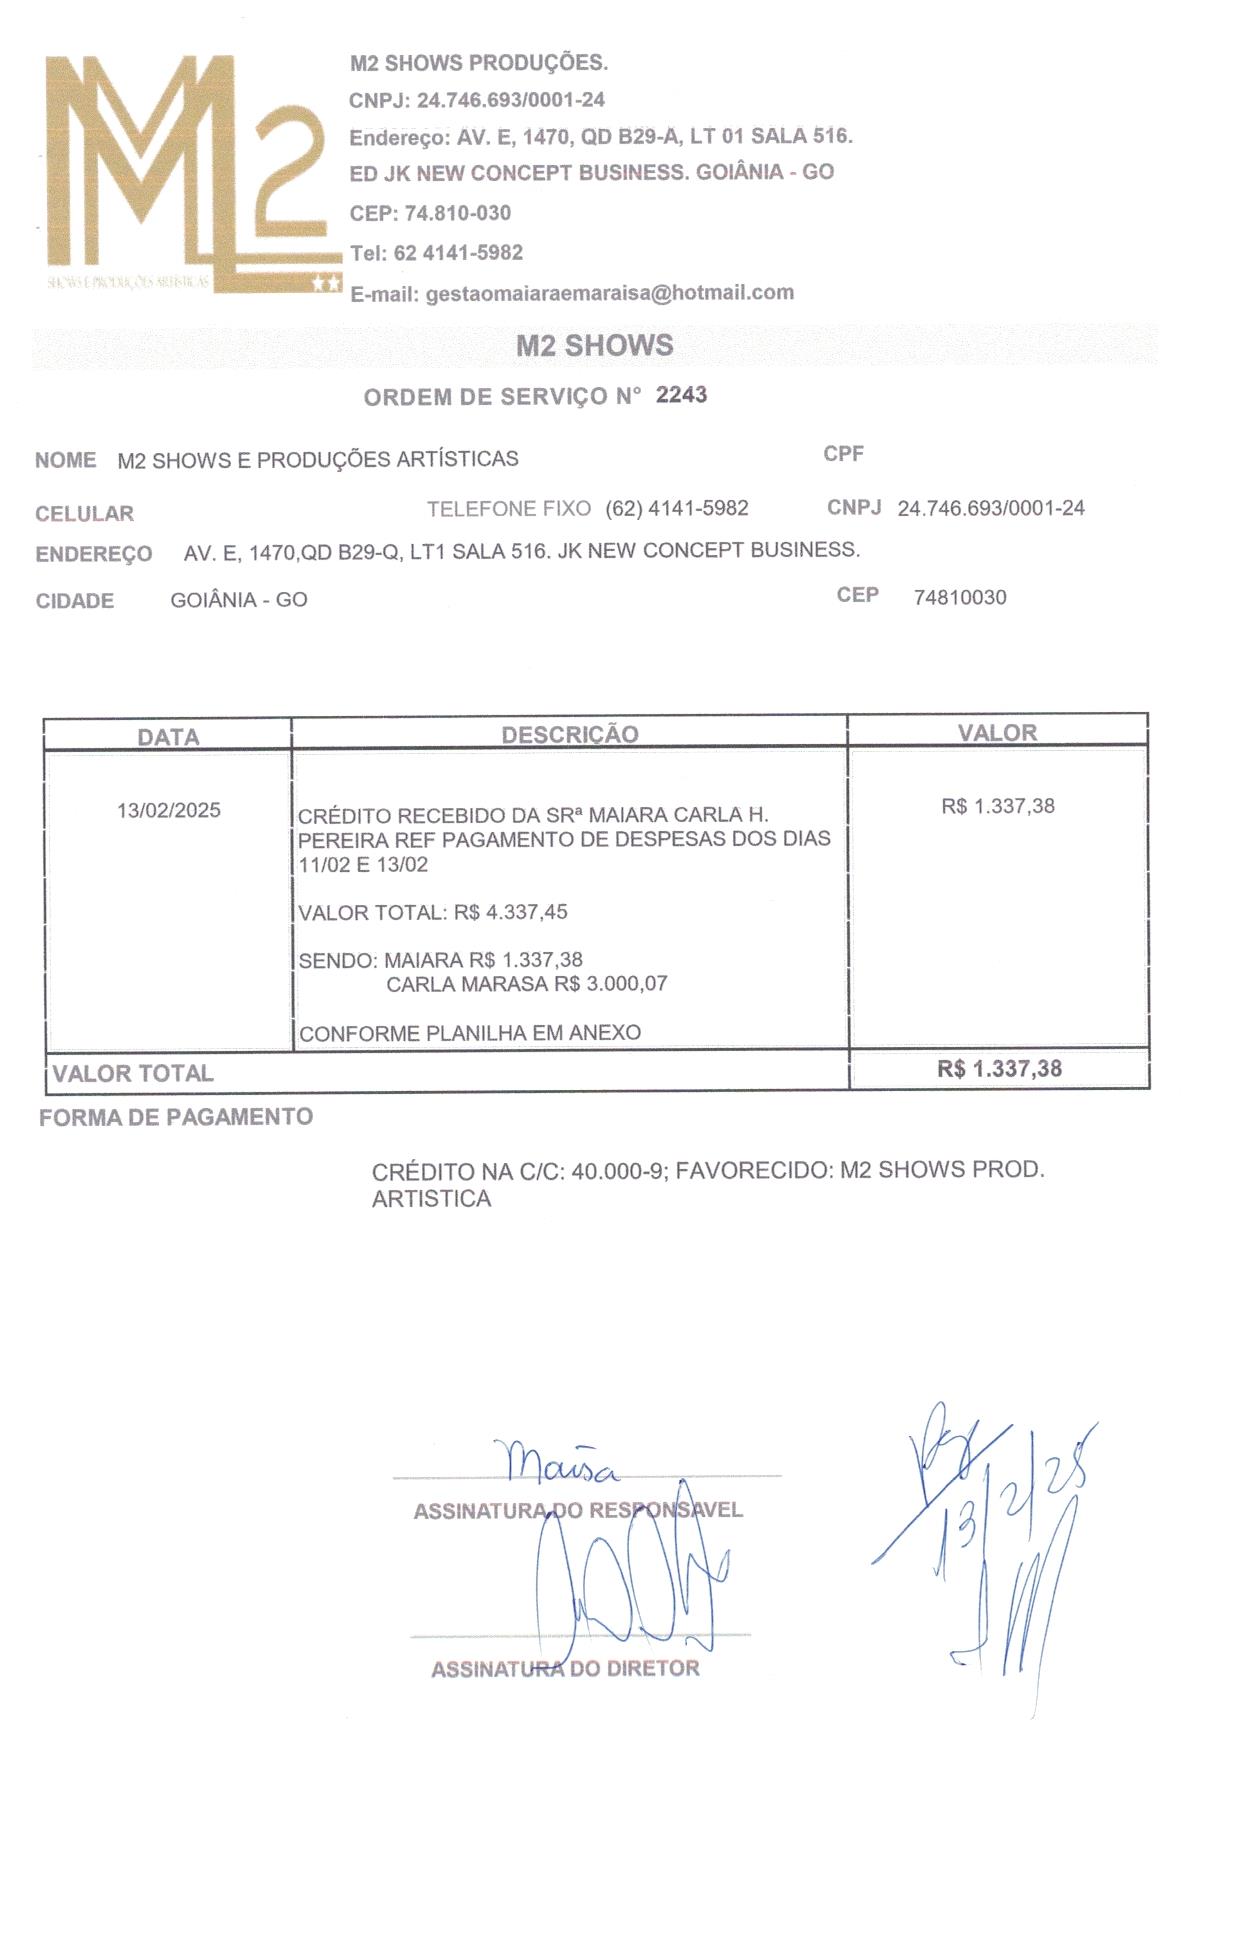 M2 SHOWS PRODUÇÕES.
CNPJ: 24.746.693/0001-24
Endereço: AV. E, 1470, QD B29-A, LT 01 SALA 516.
ED JK NEW CONCEPT BUSINESS. GOIÂNIA - GO
CEP: 74.810-030
Tel: 62 4141-5982
E-mail: gestaomaiaraemaraisa@hotmail.com
M2
SHOWS E PRODUÇÕES ARTÍSTICAS
M2 SHOWS
ORDEM DE SERVIÇO N° 2243
NOME M2 SHOWS E PRODUÇÕES ARTÍSTICAS CPF
CELULAR TELEFONE FIXO (62) 4141-5982 CNPJ 24.746.693/0001-24
ENDEREÇO AV. E, 1470,QD B29-Q, LT1 SALA 516. JK NEW CONCEPT BUSINESS.
CIDADE GOIÂNIA - GO CEP 74810030
DATA DESCRIÇÃO VALOR
13/02/2025 CRÉDITO RECEBIDO DA SRª MAIARA CARLA H. R$ 1.337,38
PEREIRA REF PAGAMENTO DE DESPESAS DOS DIAS
11/02 E 13/02
VALOR TOTAL: R$ 4.337,45
SENDO: MAIARA R$ 1.337,38
CARLA MARASA R$ 3.000,07
CONFORME PLANILHA EM ANEXO
VALOR TOTAL R$ 1.337,38
FORMA DE PAGAMENTO
CRÉDITO NA C/C: 40.000-9; FAVORECIDO: M2 SHOWS PROD.
ARTISTICA
Maísa
ASSINATURA DO RESPONSAVEL
13/2/25
ASSINATURA DO DIRETOR